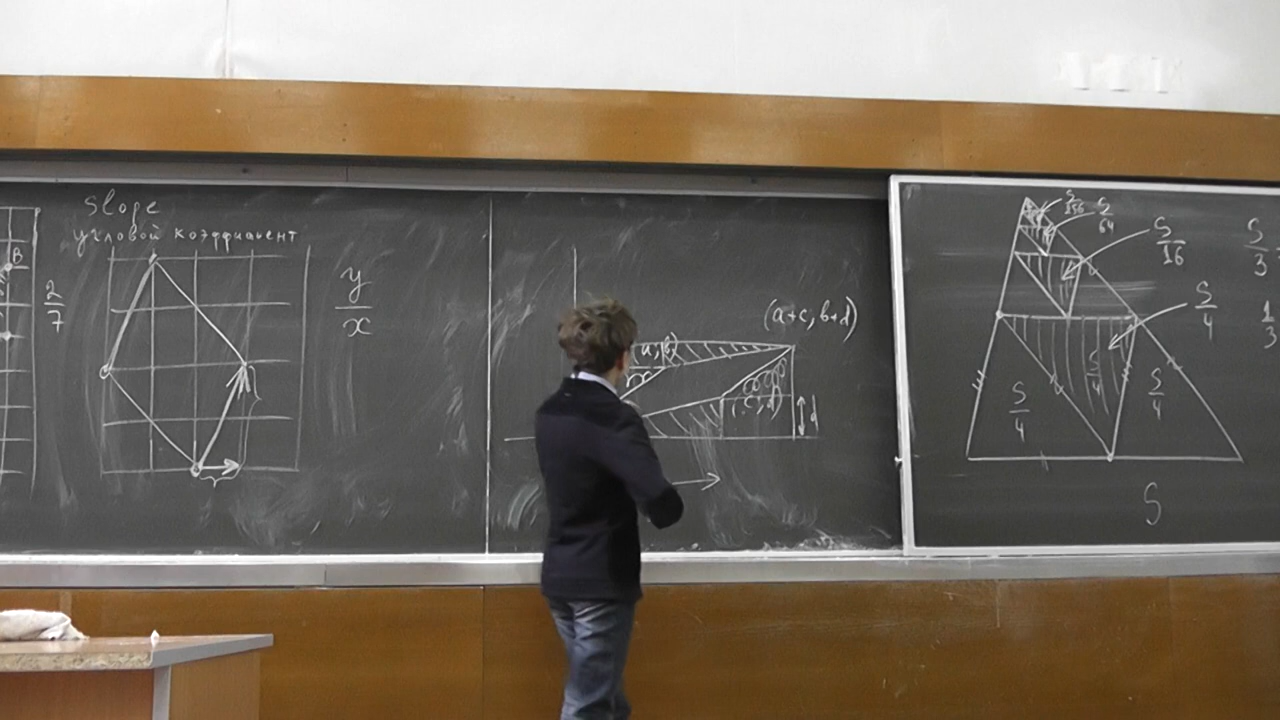 slope
угловой коэффициент
B
2/7
y/x
(a+c, b+d)
(a, b)
(c, d)
d
S/256
S/64
S/16
S/4
S/4
S/4
S/4
S
S/3
1/3